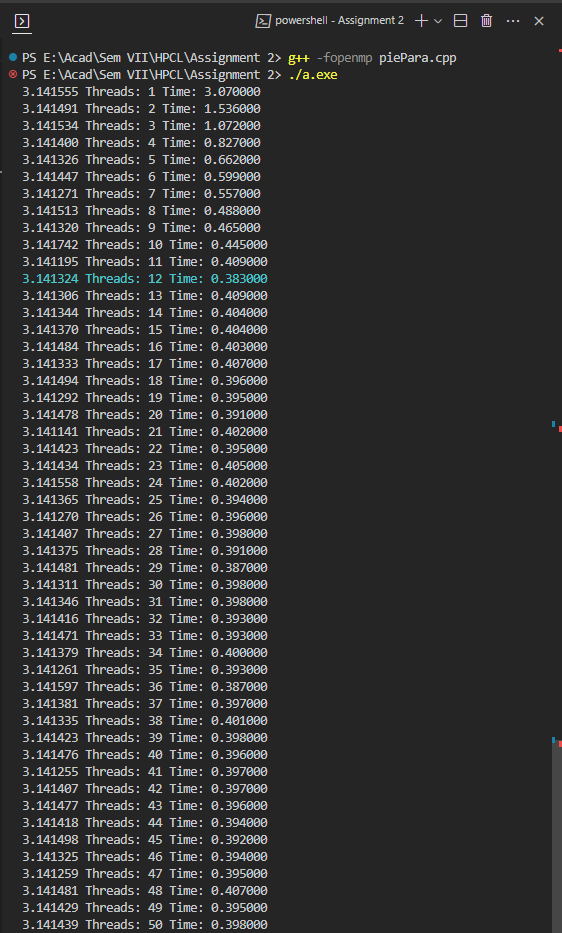 powershell - Assignment 2
PS E:\Acad\Sem VII\HPCL\Assignment 2> g++ -fopenmp piePara.cpp
PS E:\Acad\Sem VII\HPCL\Assignment 2> ./a.exe
3.141555 Threads: 1 Time: 3.070000
3.141491 Threads: 2 Time: 1.536000
3.141534 Threads: 3 Time: 1.072000
3.141400 Threads: 4 Time: 0.827000
3.141326 Threads: 5 Time: 0.662000
3.141447 Threads: 6 Time: 0.599000
3.141271 Threads: 7 Time: 0.557000
3.141513 Threads: 8 Time: 0.488000
3.141320 Threads: 9 Time: 0.465000
3.141742 Threads: 10 Time: 0.445000
3.141195 Threads: 11 Time: 0.409000
3.141324 Threads: 12 Time: 0.383000
3.141306 Threads: 13 Time: 0.409000
3.141344 Threads: 14 Time: 0.404000
3.141370 Threads: 15 Time: 0.404000
3.141484 Threads: 16 Time: 0.403000
3.141333 Threads: 17 Time: 0.407000
3.141494 Threads: 18 Time: 0.396000
3.141292 Threads: 19 Time: 0.395000
3.141478 Threads: 20 Time: 0.391000
3.141141 Threads: 21 Time: 0.402000
3.141423 Threads: 22 Time: 0.395000
3.141434 Threads: 23 Time: 0.405000
3.141558 Threads: 24 Time: 0.402000
3.141365 Threads: 25 Time: 0.394000
3.141270 Threads: 26 Time: 0.396000
3.141407 Threads: 27 Time: 0.398000
3.141375 Threads: 28 Time: 0.391000
3.141481 Threads: 29 Time: 0.387000
3.141311 Threads: 30 Time: 0.398000
3.141346 Threads: 31 Time: 0.398000
3.141416 Threads: 32 Time: 0.393000
3.141471 Threads: 33 Time: 0.393000
3.141379 Threads: 34 Time: 0.400000
3.141261 Threads: 35 Time: 0.393000
3.141597 Threads: 36 Time: 0.387000
3.141381 Threads: 37 Time: 0.397000
3.141335 Threads: 38 Time: 0.401000
3.141423 Threads: 39 Time: 0.398000
3.141476 Threads: 40 Time: 0.396000
3.141255 Threads: 41 Time: 0.397000
3.141407 Threads: 42 Time: 0.397000
3.141477 Threads: 43 Time: 0.396000
3.141418 Threads: 44 Time: 0.394000
3.141498 Threads: 45 Time: 0.392000
3.141325 Threads: 46 Time: 0.394000
3.141259 Threads: 47 Time: 0.395000
3.141481 Threads: 48 Time: 0.407000
3.141429 Threads: 49 Time: 0.395000
3.141439 Threads: 50 Time: 0.398000